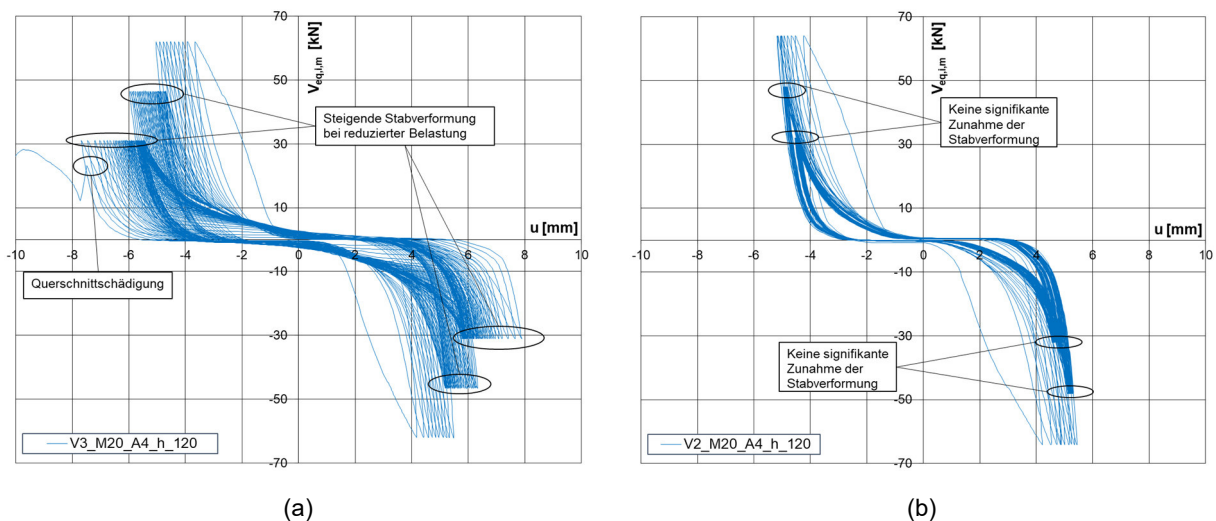 70
50
30
10
-10
-30
-50
-70
-10 -8 -6 -4 -2 0 2 4 6 8 10
V eq,i,m [kN]
u [mm]
Steigende Stabverformung
bei reduzierter Belastung
Querschnittschädigung
V3_M20_A4_h_120
(a)
70
50
30
10
-10
-30
-50
-70
-10 -8 -6 -4 -2 0 2 4 6 8 10
V eq,i,m [kN]
u [mm]
Keine signifikante
Zunahme der
Stabverformung
Keine signifikante
Zunahme der
Stabverformung
V2_M20_A4_h_120
(b)